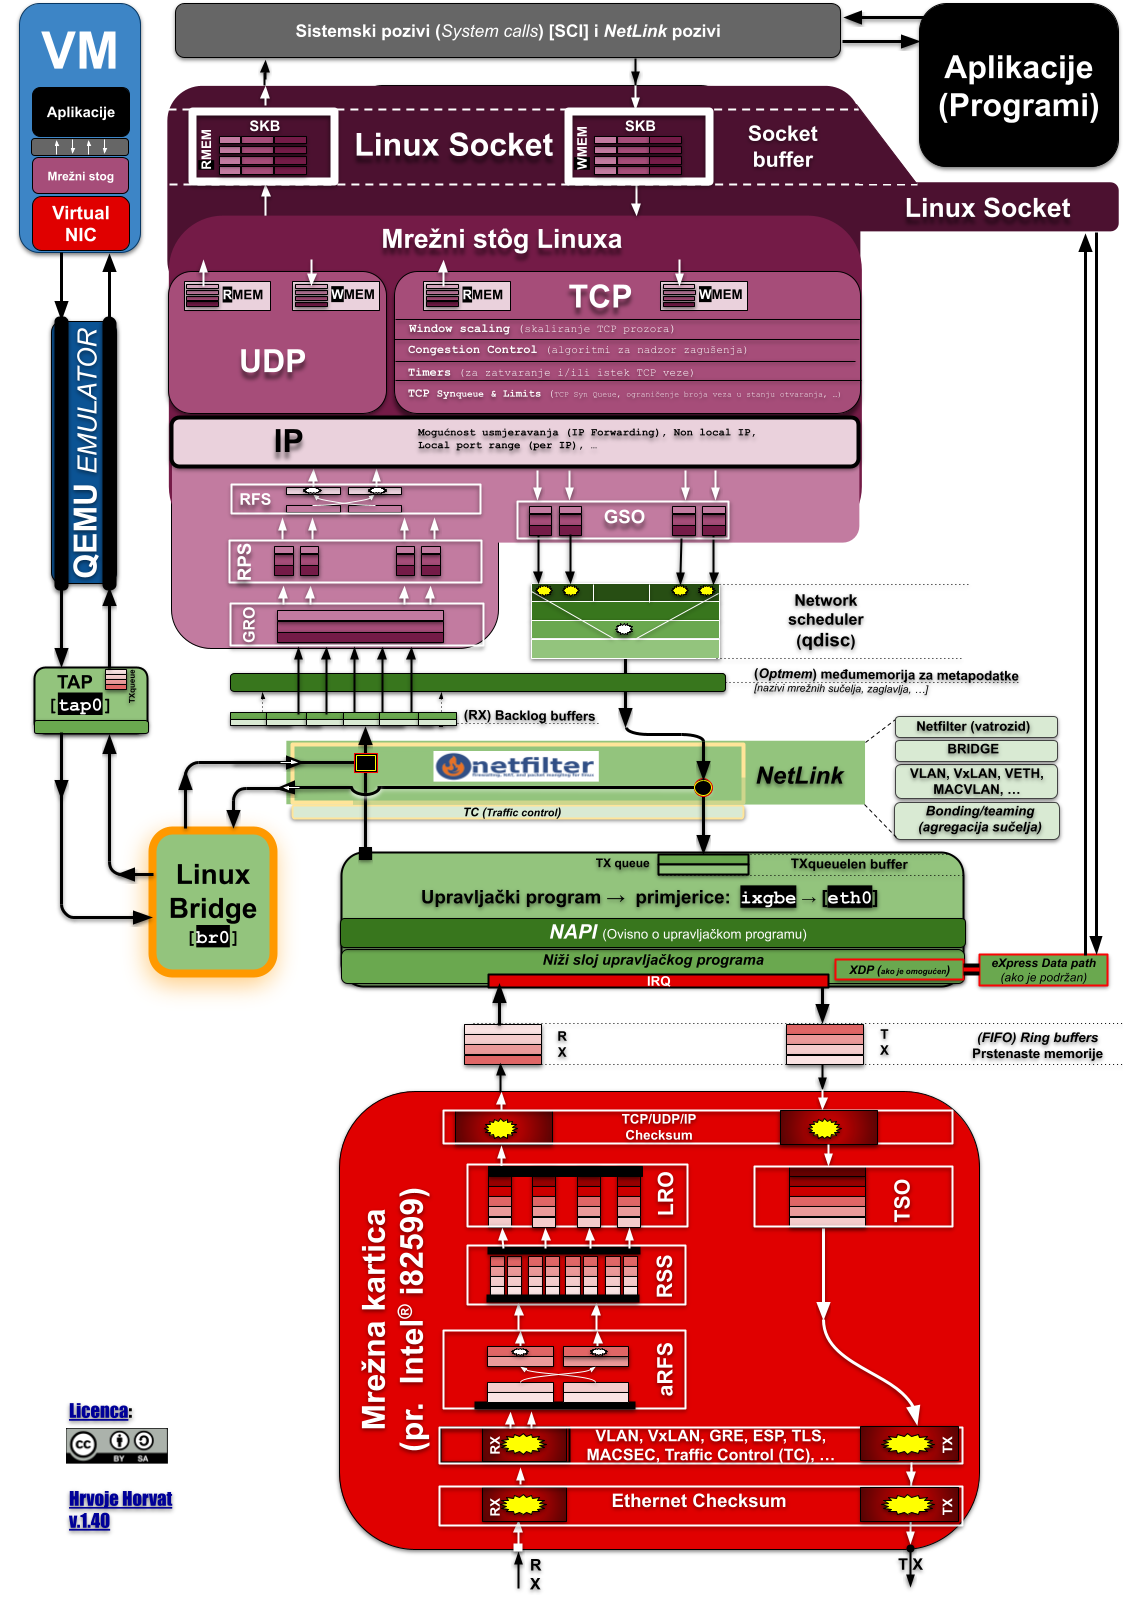 VM
Aplikacije
Mrežni stog
Virtual
NIC
Sistemski pozivi (System calls) [SCI] i NetLink pozivi
Aplikacije
(Programi)
RMEM
SKB
Linux Socket
WMEM
SKB
Socket
buffer
Linux Socket
Mrežni stôg Linuxa
RMEM
WMEM
UDP
RMEM
TCP
WMEM
Window scaling (skaliranje TCP prozora)
Congestion Control (algoritmi za nadzor zagušenja)
Timers (za zatvaranje i/ili istek TCP veze)
TCP Synqueue & Limits (TCP Syn Queue, ograničenje broja veza u stanju otvaranja, …)
IP
Mogućnost usmjeravanja (IP Forwarding), Non local IP,
Local port range (per IP), …
RFS
RPS
GRO
GSO
QEMU EMULATOR
Network
scheduler
(qdisc)
(Optmem) međumemorija za metapodatke
[nazivi mrežnih sučelja, zaglavlja, …]
(RX) Backlog buffers
TAP
[tap0]
TXqueue
netfilter
NetLink
TC (Traffic control)
Netfilter (vatrozid)
BRIDGE
VLAN, VxLAN, VETH,
MACVLAN, …
Bonding/teaming
(agregacija sučelja)
Linux
Bridge
[br0]
TX queue
TXqueuelen buffer
Upravljački program → primjerice: ixgbe → [eth0]
NAPI (Ovisno o upravljačkom programu)
Niži sloj upravljačkog programa
XDP (ako je omogućen)
eXpress Data path
(ako je podržan)
IRQ
R
X
T
X
(FIFO) Ring buffers
Prstenaste memorije
Mrežna kartica
(pr. Intel® i82599)
TCP/UDP/IP
Checksum
LRO
TSO
RSS
aRFS
RX
VLAN, VxLAN, GRE, ESP, TLS,
MACSEC, Traffic Control (TC), …
TX
RX
Ethernet Checksum
TX
R
X
T X
Licenca:
CC
BY SA
Hrvoje Horvat
v.1.40